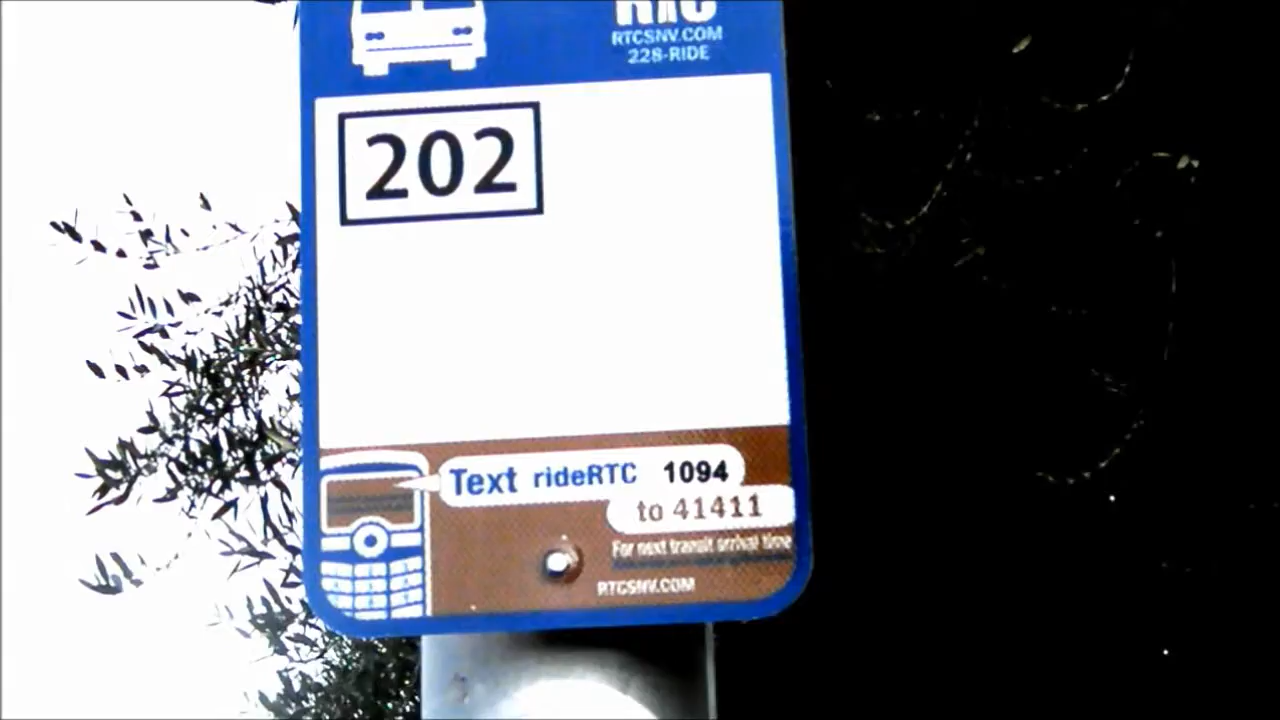 RTC
RTCSNV.COM
228-RIDE
202
Text rideRTC 1094
to 41411
For next transit arrival time
RTCSNV.COM